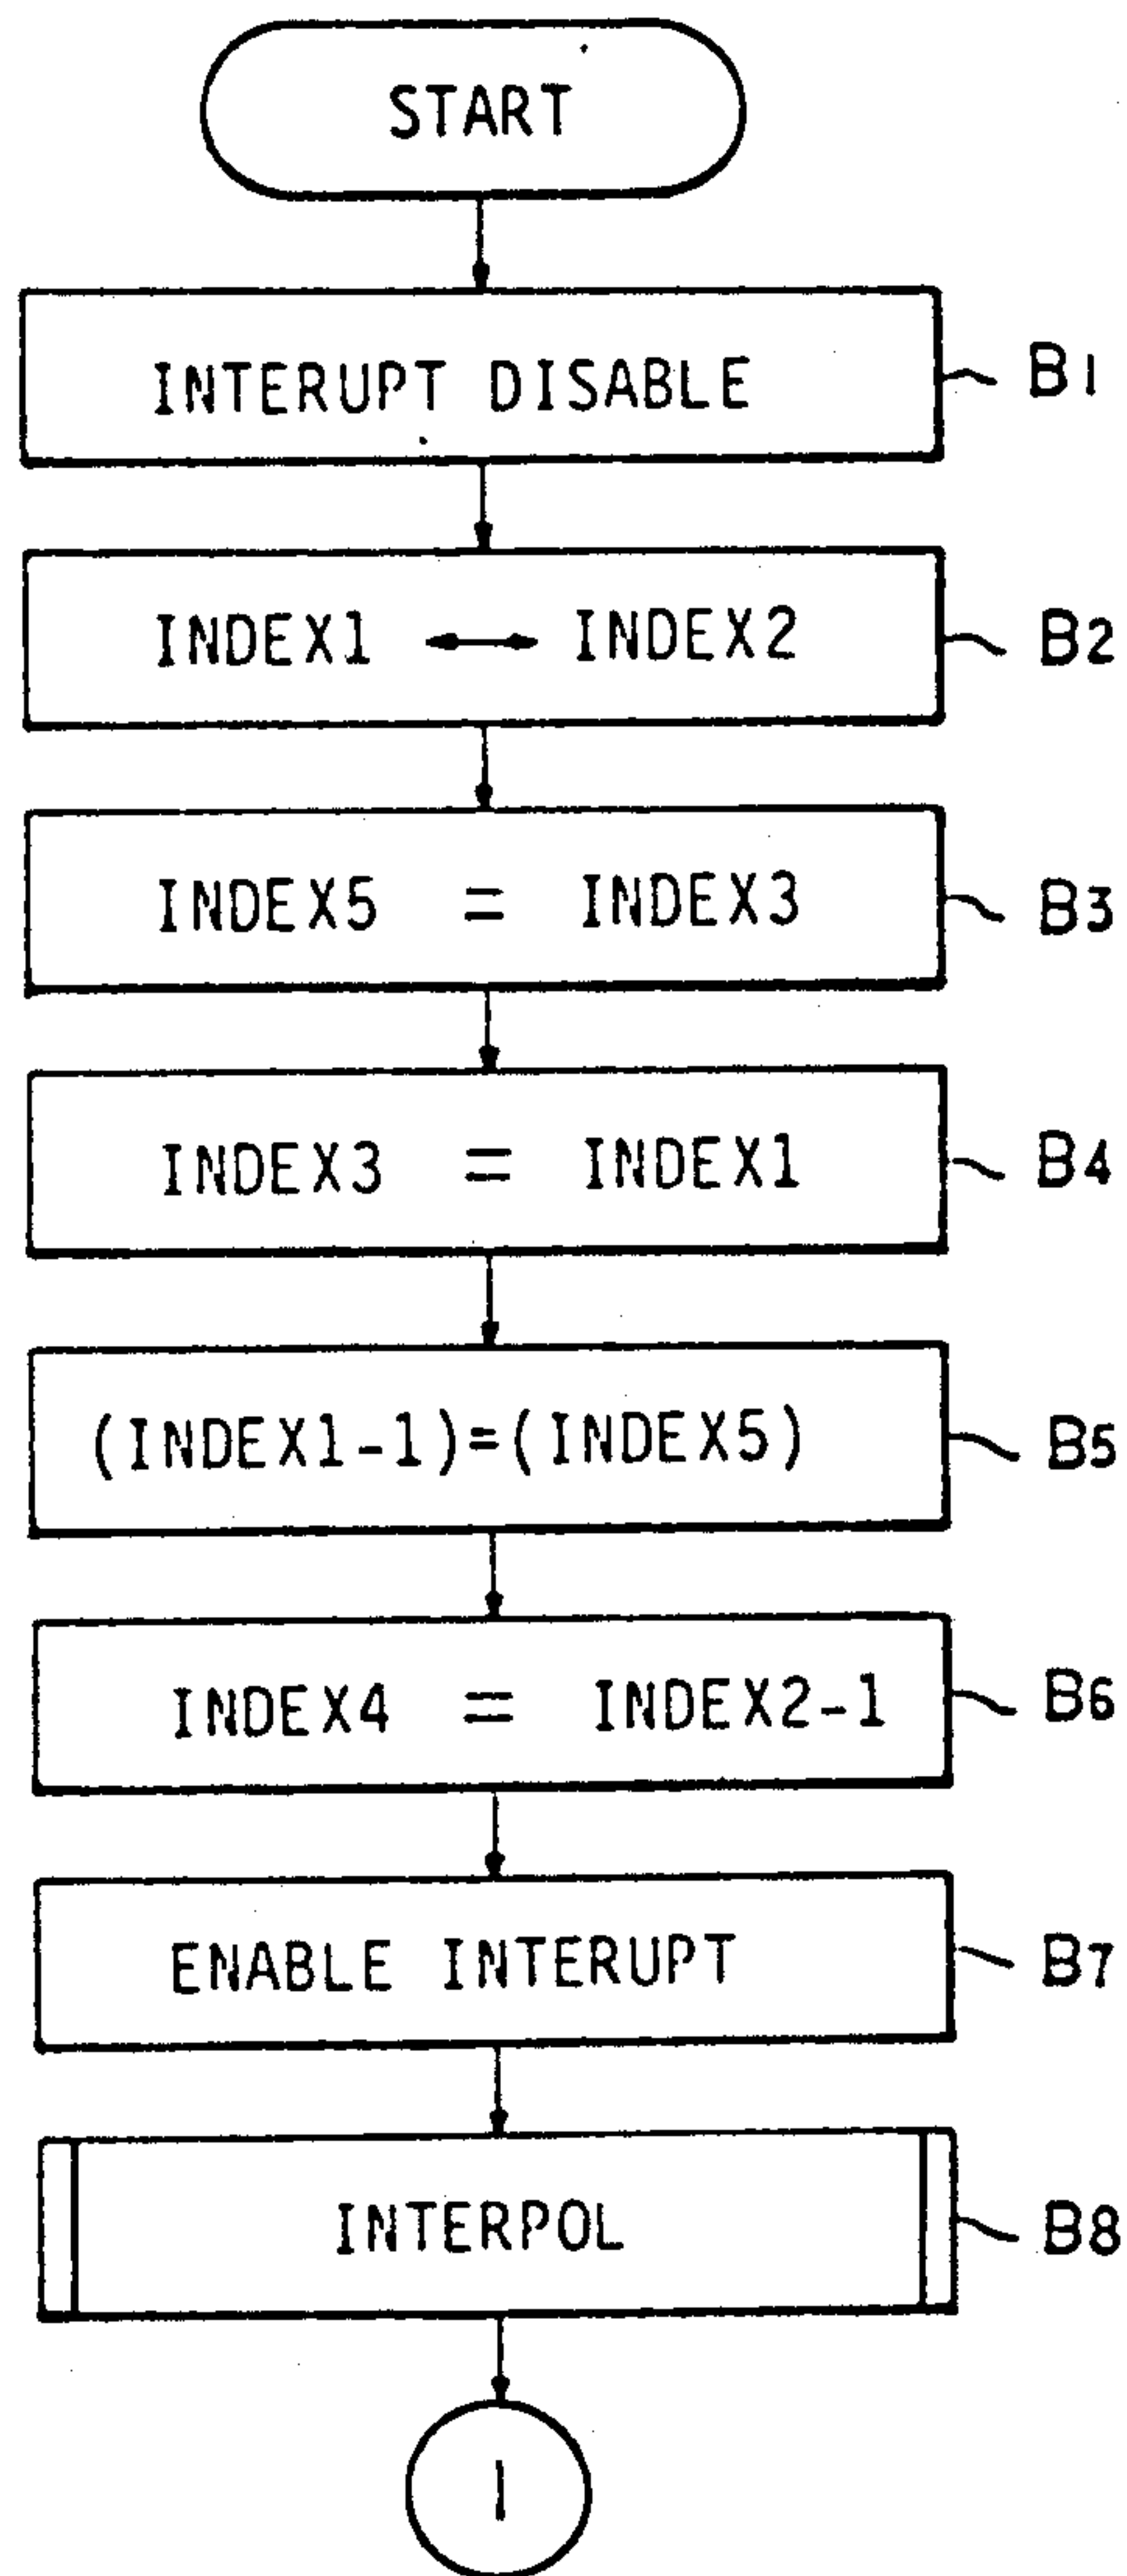 START
INTERUPT DISABLE B1
INDEX1 ↔ INDEX2 B2
INDEX5 = INDEX3 B3
INDEX3 = INDEX1 B4
(INDEX1-1)=(INDEX5) B5
INDEX4 = INDEX2-1 B6
ENABLE INTERUPT B7
INTERPOL B8
1